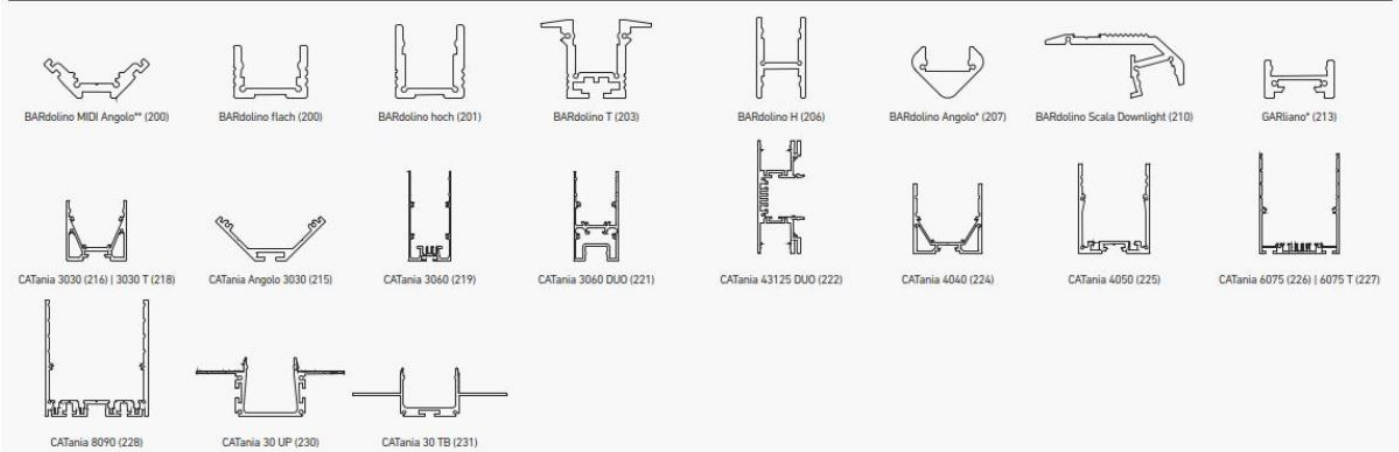 BARdolino MIDI Angolo** (200) BARdolino flach (200) BARdolino hoch (201) BARdolino T (203) BARdolino H (206) BARdolino Angolo* (207) BARdolino Scala Downlight (210) GARliano* (213)
CATania 3030 (216) | 3030 T (218) CATania Angolo 3030 (215) CATania 3060 (219) CATania 3060 DUO (221) CATania 43125 DUO (222) CATania 4040 (224) CATania 4050 (225) CATania 6075 (226) | 6075 T (227)
CATania 8090 (228) CATania 30 UP (230) CATania 30 TB (231)